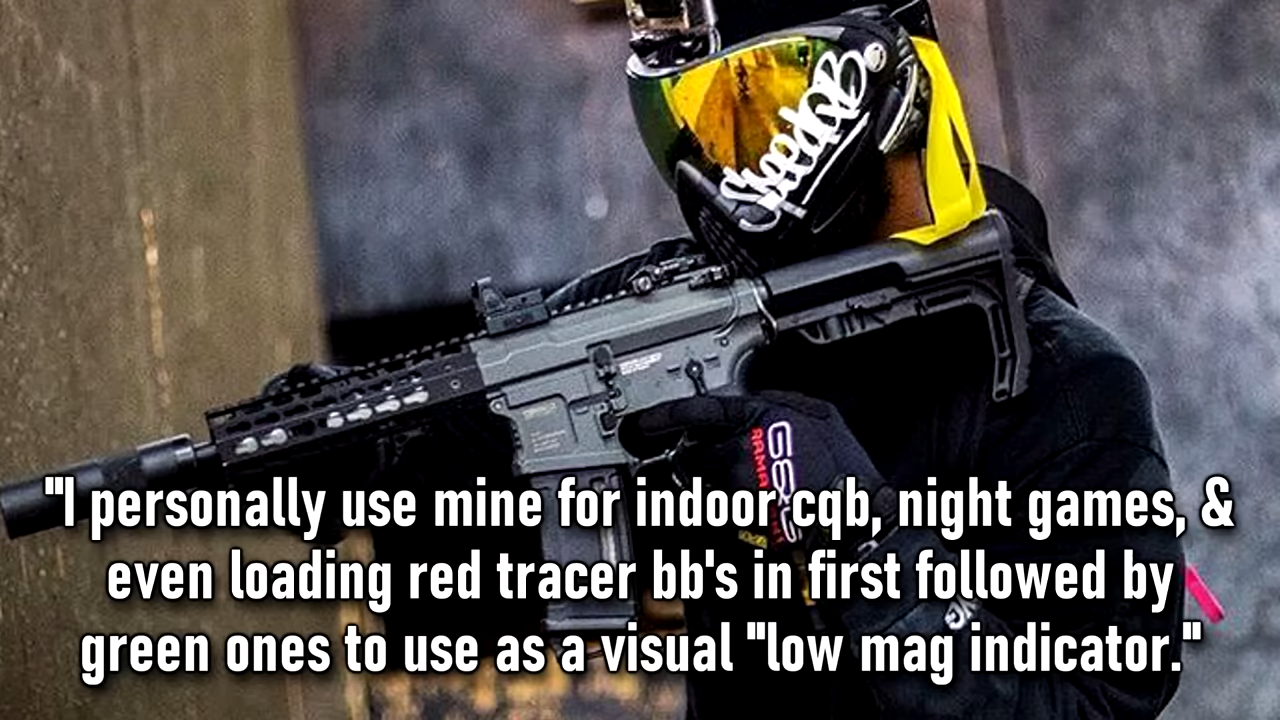 SpeedQB
G&G
"I personally use mine for indoor cqb, night games, &
even loading red tracer bb's in first followed by
green ones to use as a visual "low mag indicator."